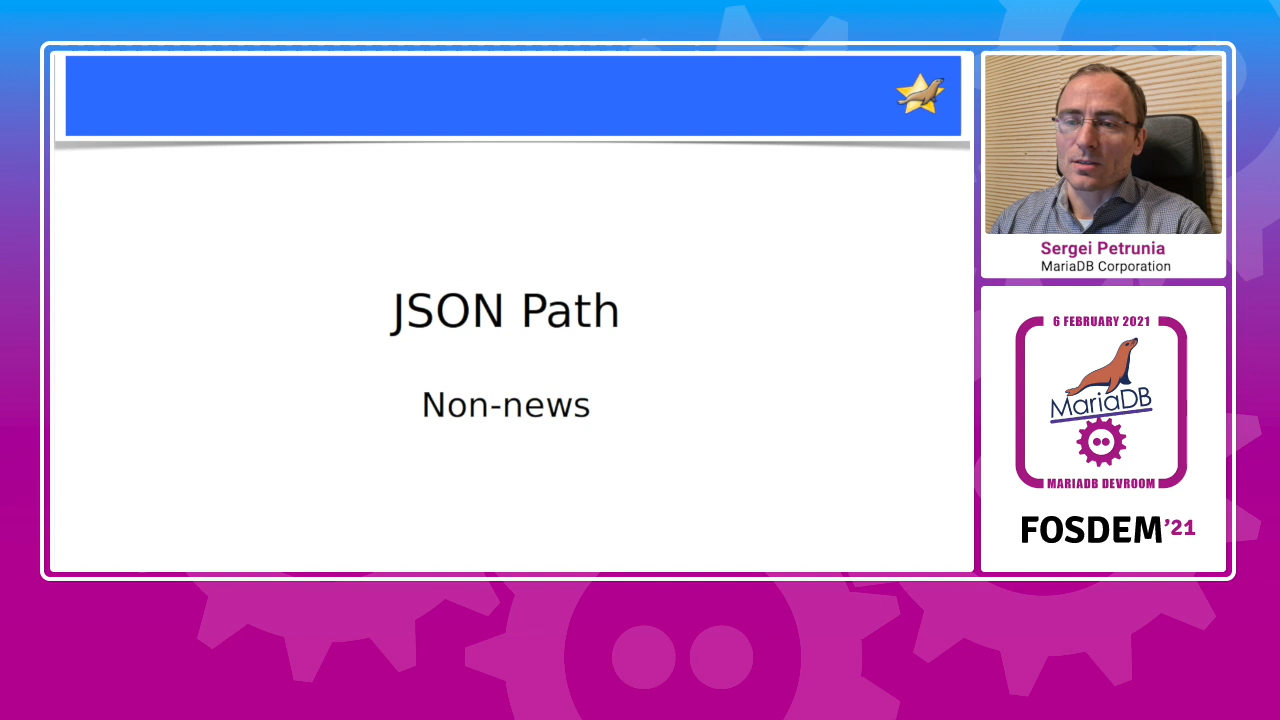 JSON Path
Non-news
Sergei Petrunia
MariaDB Corporation
6 FEBRUARY 2021
MariaDB
MARIADB DEVROOM
FOSDEM'21